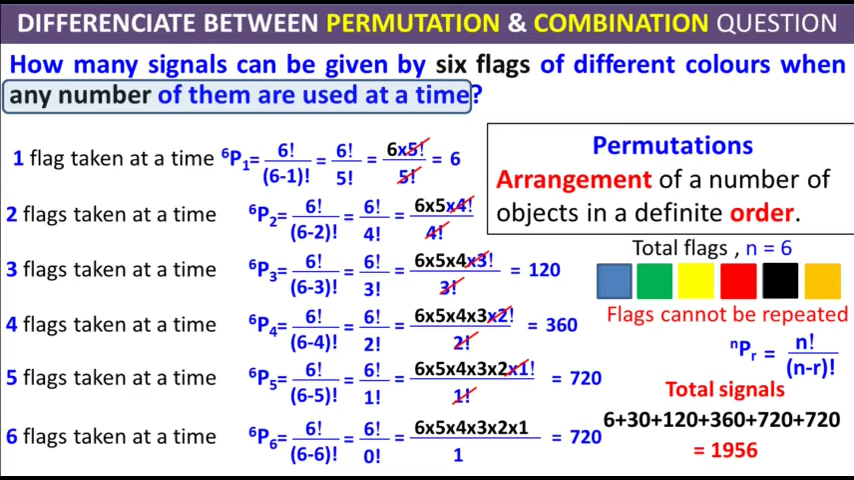 DIFFERENCIATE BETWEEN PERMUTATION & COMBINATION QUESTION
How many signals can be given by six flags of different colours when
any number of them are used at a time?
1 flag taken at a time ⁶P₁= 6!/(6-1)! = 6!/5! = 6x5!/5! = 6
2 flags taken at a time ⁶P₂= 6!/(6-2)! = 6!/4! = 6x5x4!/4!
3 flags taken at a time ⁶P₃= 6!/(6-3)! = 6!/3! = 6x5x4x3!/3! = 120
4 flags taken at a time ⁶P₄= 6!/(6-4)! = 6!/2! = 6x5x4x3x2!/2! = 360
5 flags taken at a time ⁶P₅= 6!/(6-5)! = 6!/1! = 6x5x4x3x2x1!/1! = 720
6 flags taken at a time ⁶P₆= 6!/(6-6)! = 6!/0! = 6x5x4x3x2x1/1 = 720
Permutations
Arrangement of a number of
objects in a definite order.
Total flags , n = 6
Flags cannot be repeated
ⁿPᵣ = n!/(n-r)!
Total signals
6+30+120+360+720+720
= 1956